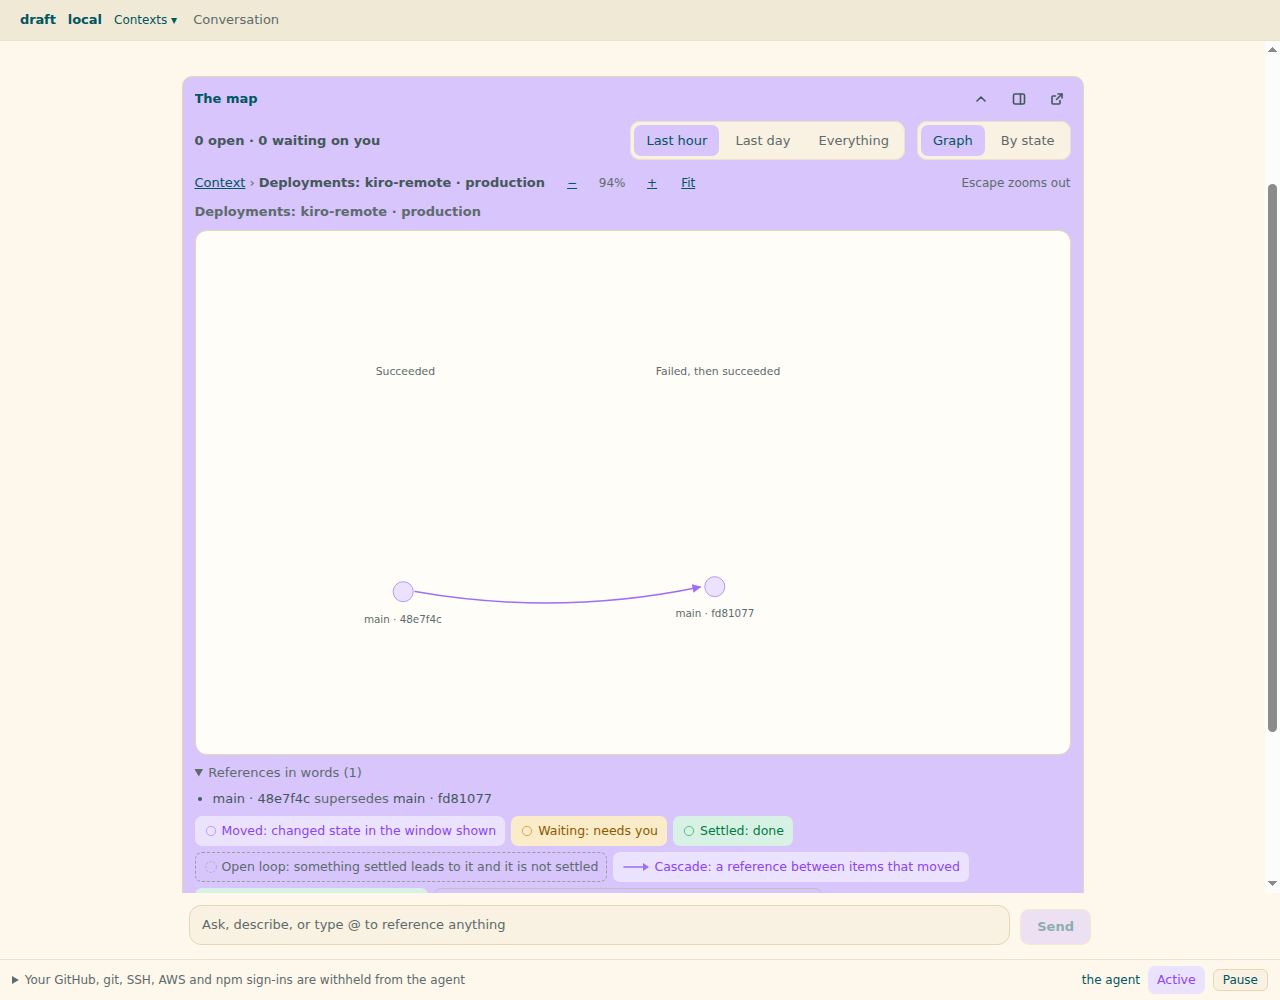 draft local Contexts ▾ Conversation
The map
0 open · 0 waiting on you
Last hour Last day Everything
Graph By state
Context › Deployments: kiro-remote · production − 94% + Fit
Escape zooms out
Deployments: kiro-remote · production
Succeeded
Failed, then succeeded
main · 48e7f4c
main · fd81077
References in words (1)
main · 48e7f4c supersedes main · fd81077
Moved: changed state in the window shown
Waiting: needs you
Settled: done
Open loop: something settled leads to it and it is not settled
Cascade: a reference between items that moved
Ask, describe, or type @ to reference anything
Send
Your GitHub, git, SSH, AWS and npm sign-ins are withheld from the agent
the agent Active Pause